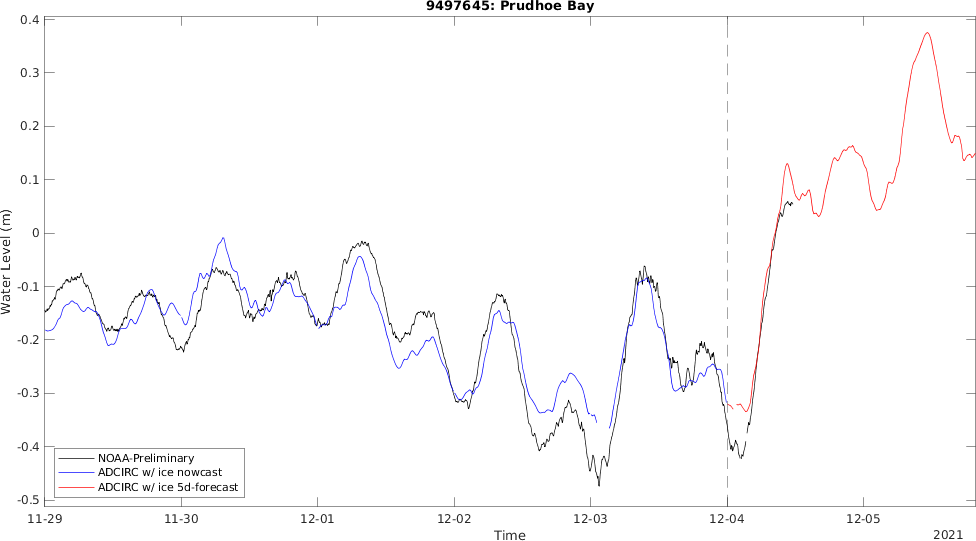 9497645: Prudhoe Bay
Water Level (m)
0.4
0.3
0.2
0.1
0
-0.1
-0.2
-0.3
-0.4
-0.5
NOAA-Preliminary
ADCIRC w/ ice nowcast
ADCIRC w/ ice 5d-forecast
11-29 11-30 12-01 12-02 12-03 12-04 12-05
Time
2021